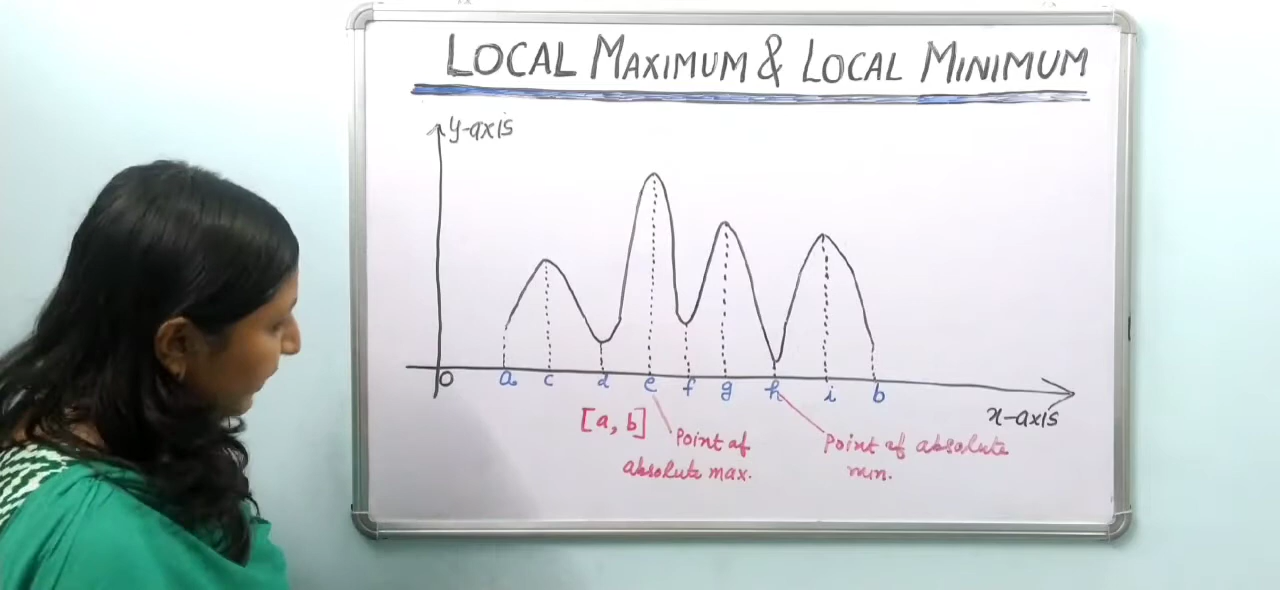 LOCAL MAXIMUM & LOCAL MINIMUM
y-axis
O a c d e f g h i b
x-axis
[a, b]
Point of
absolute max.
Point of absolute
min.